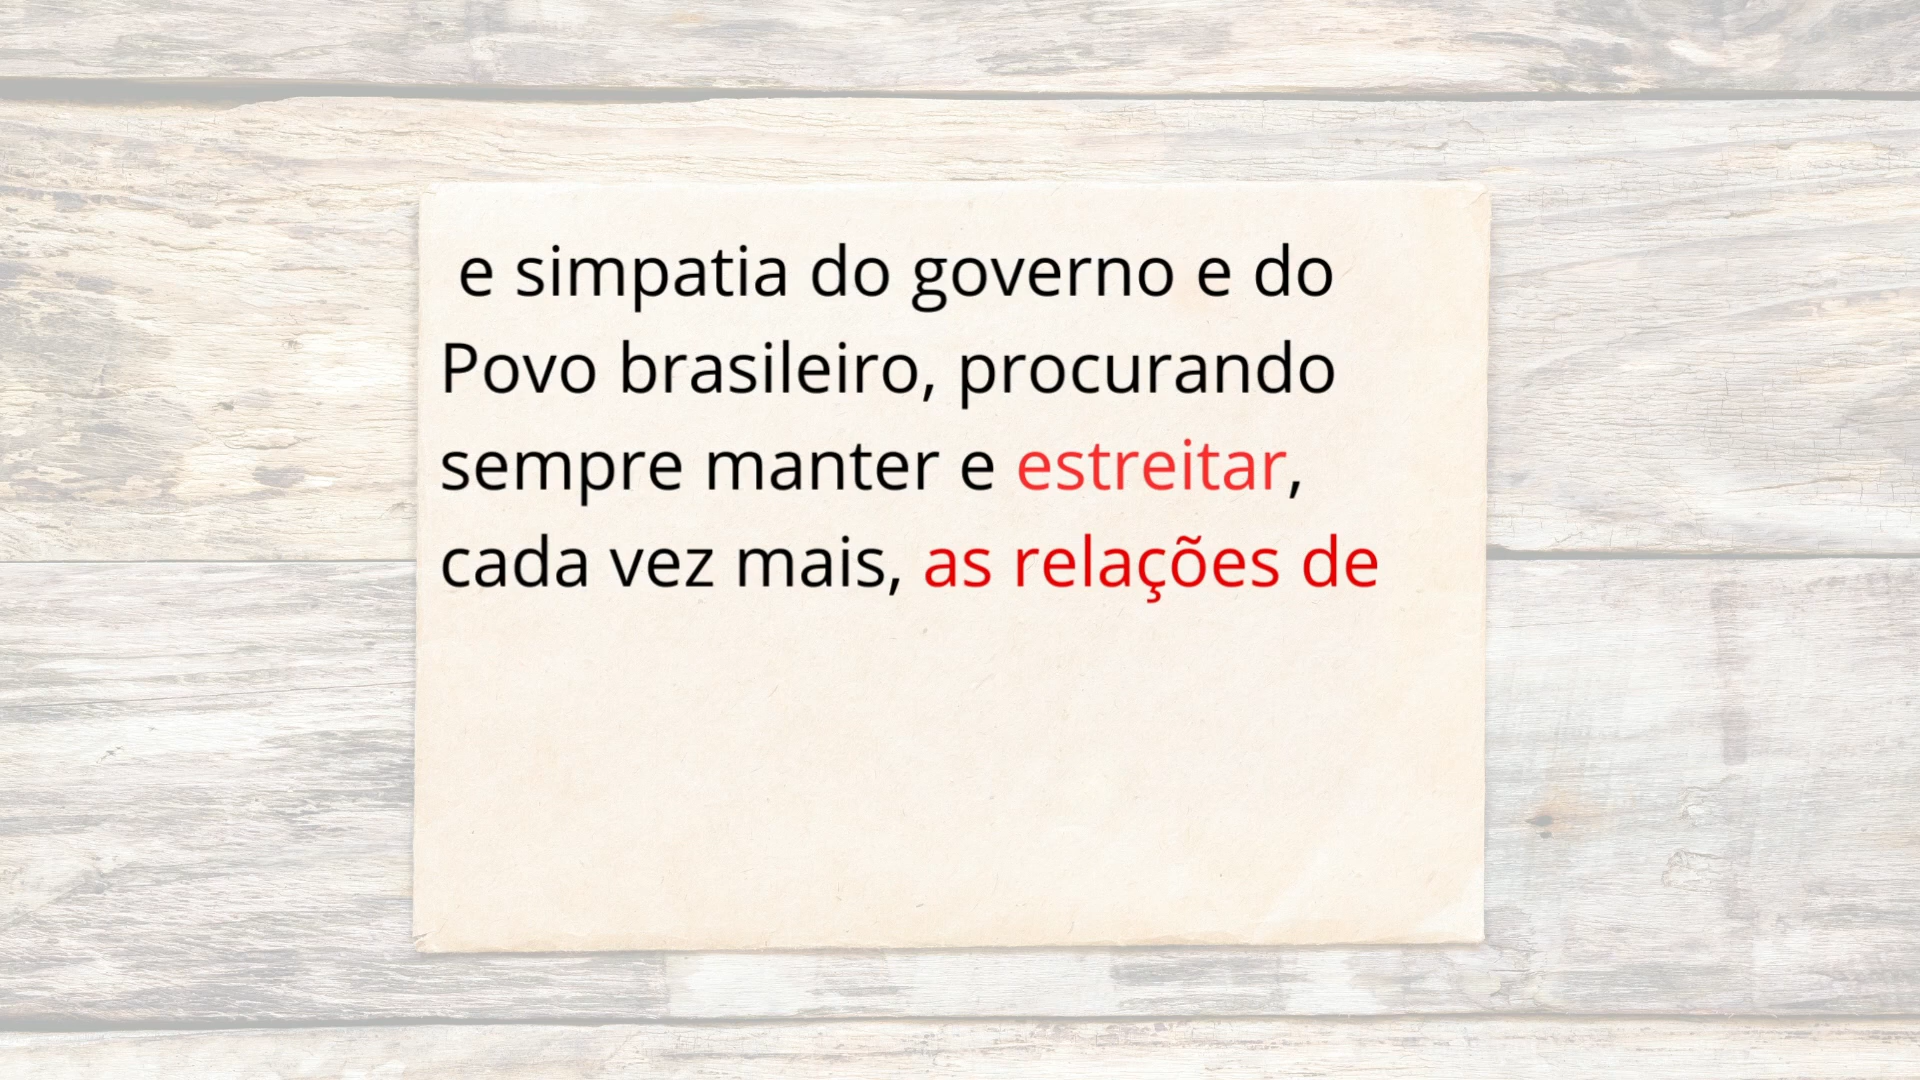 e simpatia do governo e do
Povo brasileiro, procurando
sempre manter e estreitar,
cada vez mais, as relações de